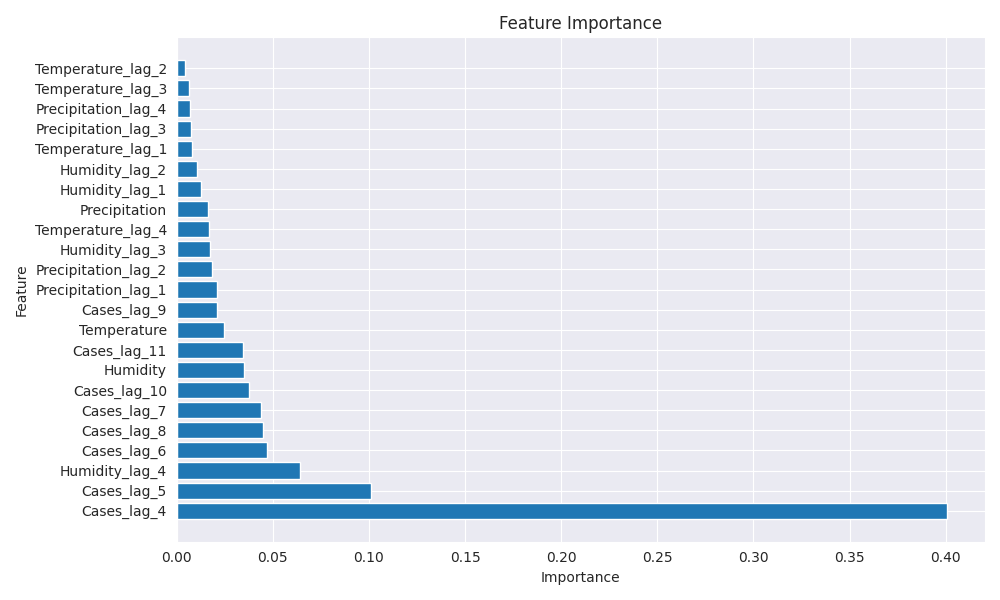 Feature Importance
Temperature_lag_2
Temperature_lag_3
Precipitation_lag_4
Precipitation_lag_3
Temperature_lag_1
Humidity_lag_2
Humidity_lag_1
Precipitation
Temperature_lag_4
Humidity_lag_3
Precipitation_lag_2
Precipitation_lag_1
Cases_lag_9
Temperature
Cases_lag_11
Humidity
Cases_lag_10
Cases_lag_7
Cases_lag_8
Cases_lag_6
Humidity_lag_4
Cases_lag_5
Cases_lag_4
Feature
0.00 0.05 0.10 0.15 0.20 0.25 0.30 0.35 0.40
Importance